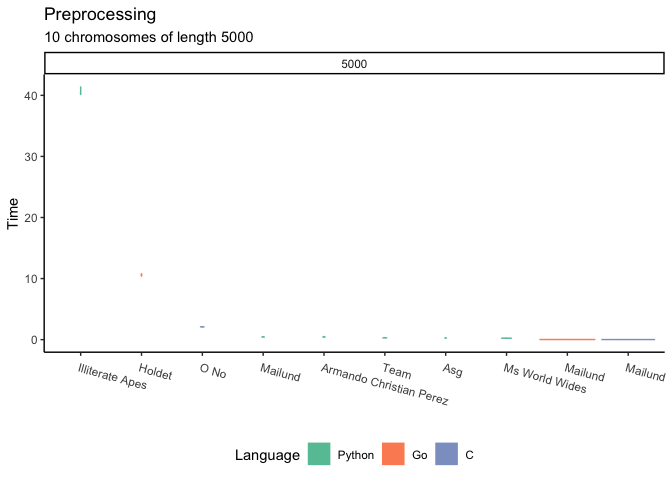 Preprocessing
10 chromosomes of length 5000
5000
Time
40
30
20
10
0
Illiterate Apes
Holdet
O No
Mailund
Armando Christian Perez
Team
Asg
Ms World Wides
Mailund
Mailund
Language Python Go C